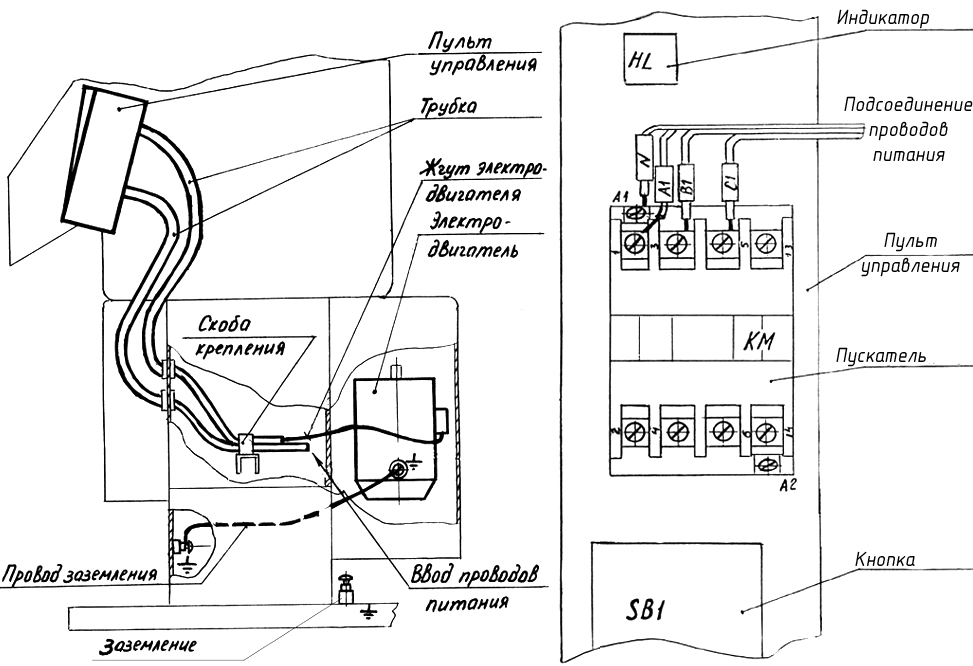 Пульт
управления
Трубка
Жгут электро-
двигателя
Электро-
двигатель
Скоба
крепления
Провод заземления
Ввод проводов
питания
Заземление
Индикатор
HL
Подсоединение
проводов
питания
N
A1
B1
C1
A1
1
3
5
13
Пульт
управления
KM
Пускатель
2
4
6
14
A2
Кнопка
SB1